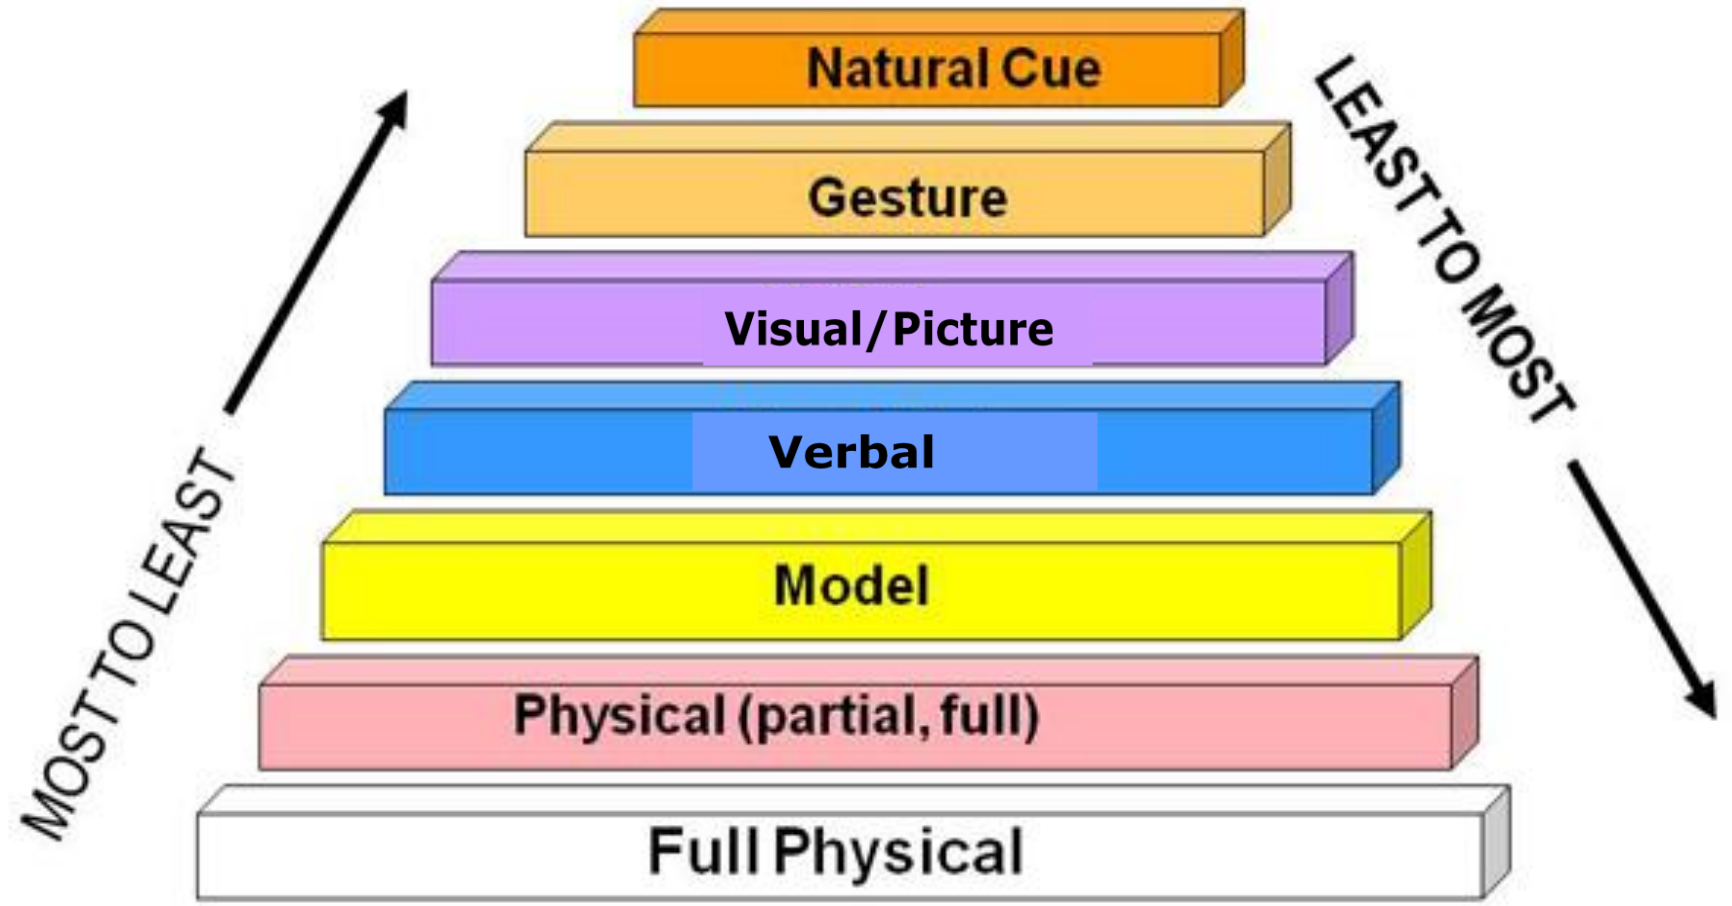 Natural Cue
Gesture
Visual/Picture
Verbal
Model
Physical (partial, full)
Full Physical
MOST TO LEAST
LEAST TO MOST